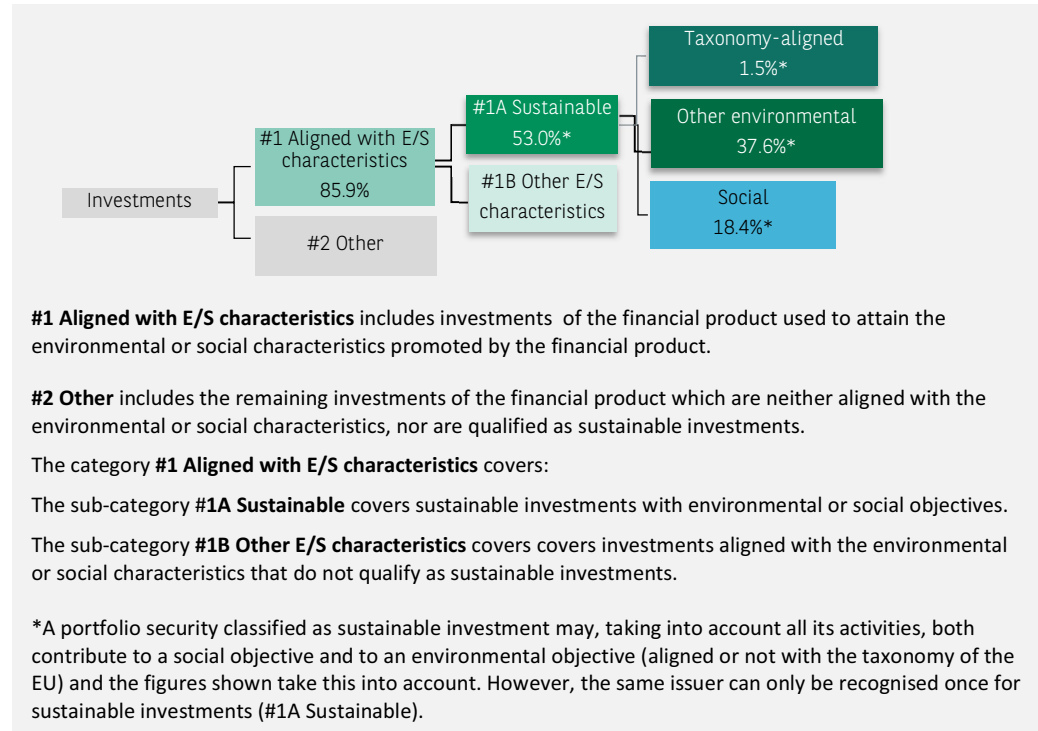 Investments
#1 Aligned with E/S
characteristics
85.9%
#2 Other
#1A Sustainable
53.0%*
#1B Other E/S
characteristics
Taxonomy-aligned
1.5%*
Other environmental
37.6%*
Social
18.4%*
#1 Aligned with E/S characteristics includes investments of the financial product used to attain the
environmental or social characteristics promoted by the financial product.
#2 Other includes the remaining investments of the financial product which are neither aligned with the
environmental or social characteristics, nor are qualified as sustainable investments.
The category #1 Aligned with E/S characteristics covers:
The sub-category #1A Sustainable covers sustainable investments with environmental or social objectives.
The sub-category #1B Other E/S characteristics covers covers investments aligned with the environmental
or social characteristics that do not qualify as sustainable investments.
*A portfolio security classified as sustainable investment may, taking into account all its activities, both
contribute to a social objective and to an environmental objective (aligned or not with the taxonomy of the
EU) and the figures shown take this into account. However, the same issuer can only be recognised once for
sustainable investments (#1A Sustainable).